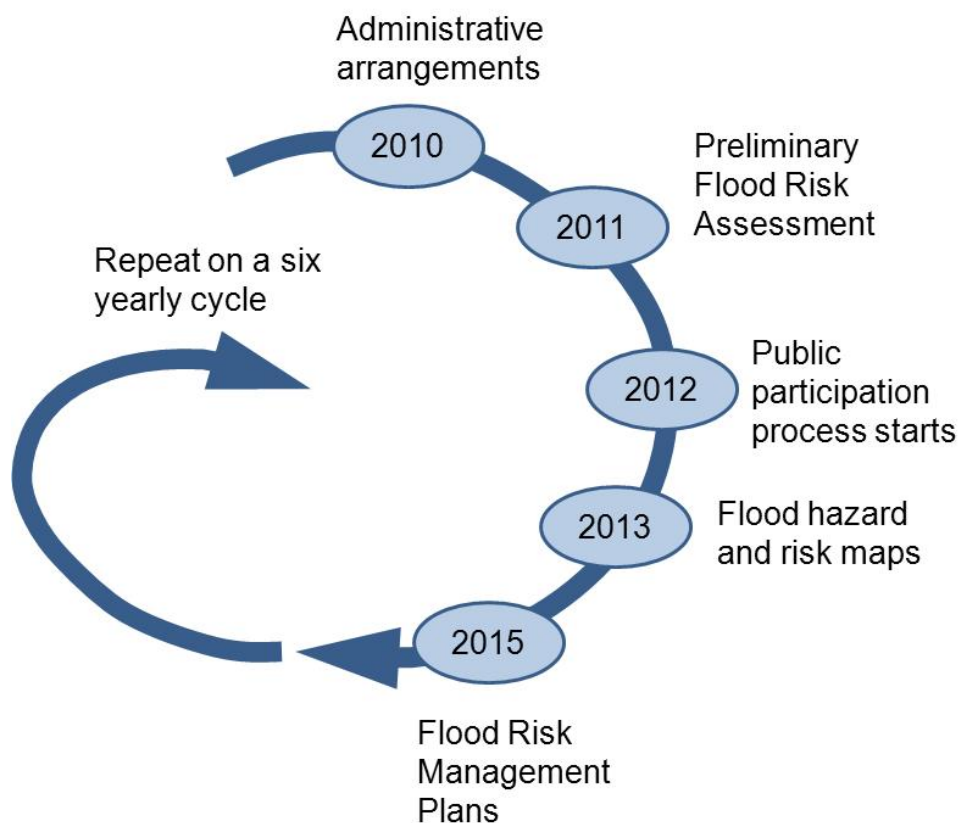 Administrative
arrangements
2010
Preliminary
Flood Risk
Assessment
2011
Repeat on a six
yearly cycle
Public
participation
process starts
2012
Flood hazard
and risk maps
2013
2015
Flood Risk
Management
Plans